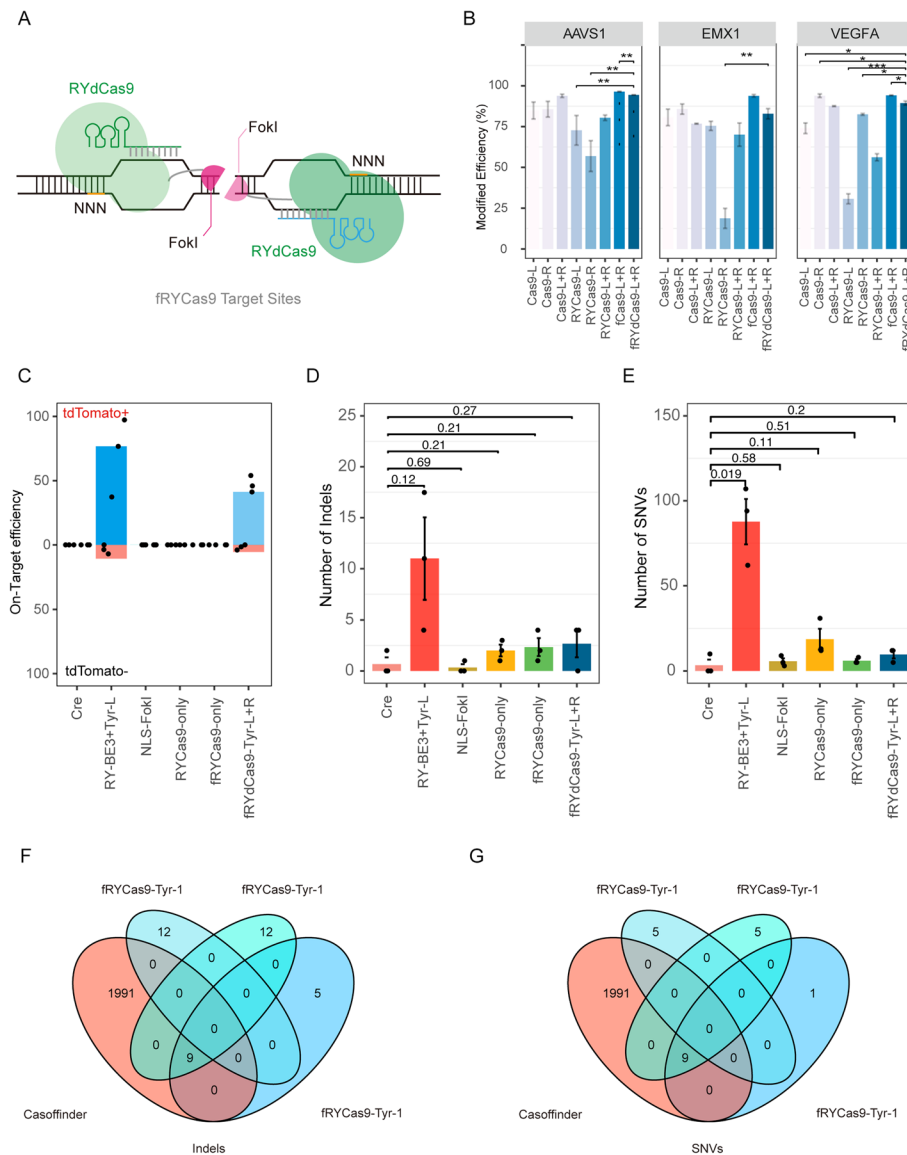 A
RYdCas9
FokI
NNN
NNN
FokI
RYdCas9
fRYCas9 Target Sites
B
AAVS1
EMX1
VEGFA
Modified Efficiency (%)
100
75
50
25
0
**
**
**
**
*
*
***
*
*
Cas9-L
Cas9-R
Cas9-L+R
RYCas9-L
RYCas9-R
RYCas9-L+R
fCas9-L+R
fRYdCas9-L+R
Cas9-L
Cas9-R
Cas9-L+R
RYCas9-L
RYCas9-R
RYCas9-L+R
fCas9-L+R
fRYdCas9-L+R
Cas9-L
Cas9-R
Cas9-L+R
RYCas9-L
RYCas9-R
RYCas9-L+R
fCas9-L+R
fRYdCas9-L+R
C
On-Target efficiency
100
50
0
50
100
tdTomato+
tdTomato-
Cre
RY-BE3+Tyr-L
NLS-FokI
RYCas9-only
fRYCas9-only
fRYdCas9-Tyr-L+R
D
Number of Indels
25
20
15
10
5
0
0.27
0.21
0.21
0.69
0.12
Cre
RY-BE3+Tyr-L
NLS-FokI
RYCas9-only
fRYCas9-only
fRYdCas9-Tyr-L+R
E
Number of SNVs
150
100
50
0
0.2
0.51
0.11
0.58
0.019
Cre
RY-BE3+Tyr-L
NLS-FokI
RYCas9-only
fRYCas9-only
fRYdCas9-Tyr-L+R
F
fRYCas9-Tyr-1
fRYCas9-Tyr-1
12
12
0
0
1991
0
0
5
0
0
0
9
0
0
Casoffinder
fRYCas9-Tyr-1
Indels
G
fRYCas9-Tyr-1
fRYCas9-Tyr-1
5
5
0
0
1991
0
0
1
0
0
0
9
0
0
Casoffinder
fRYCas9-Tyr-1
SNVs